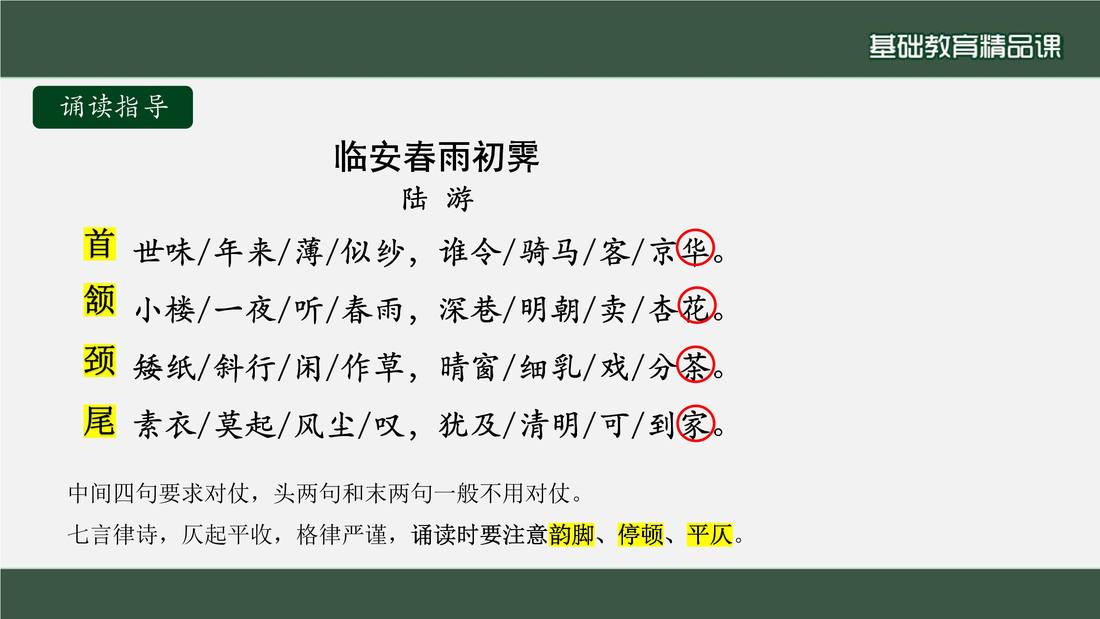 基础教育精品课
诵读指导
临安春雨初霁
陆 游
首 世味/年来/薄/似纱，谁令/骑马/客/京华。
颔 小楼/一夜/听/春雨，深巷/明朝/卖/杏花。
颈 矮纸/斜行/闲/作草，晴窗/细乳/戏/分茶。
尾 素衣/莫起/风尘/叹，犹及/清明/可/到家。
中间四句要求对仗，头两句和末两句一般不用对仗。
七言律诗，仄起平收，格律严谨，诵读时要注意韵脚、停顿、平仄。